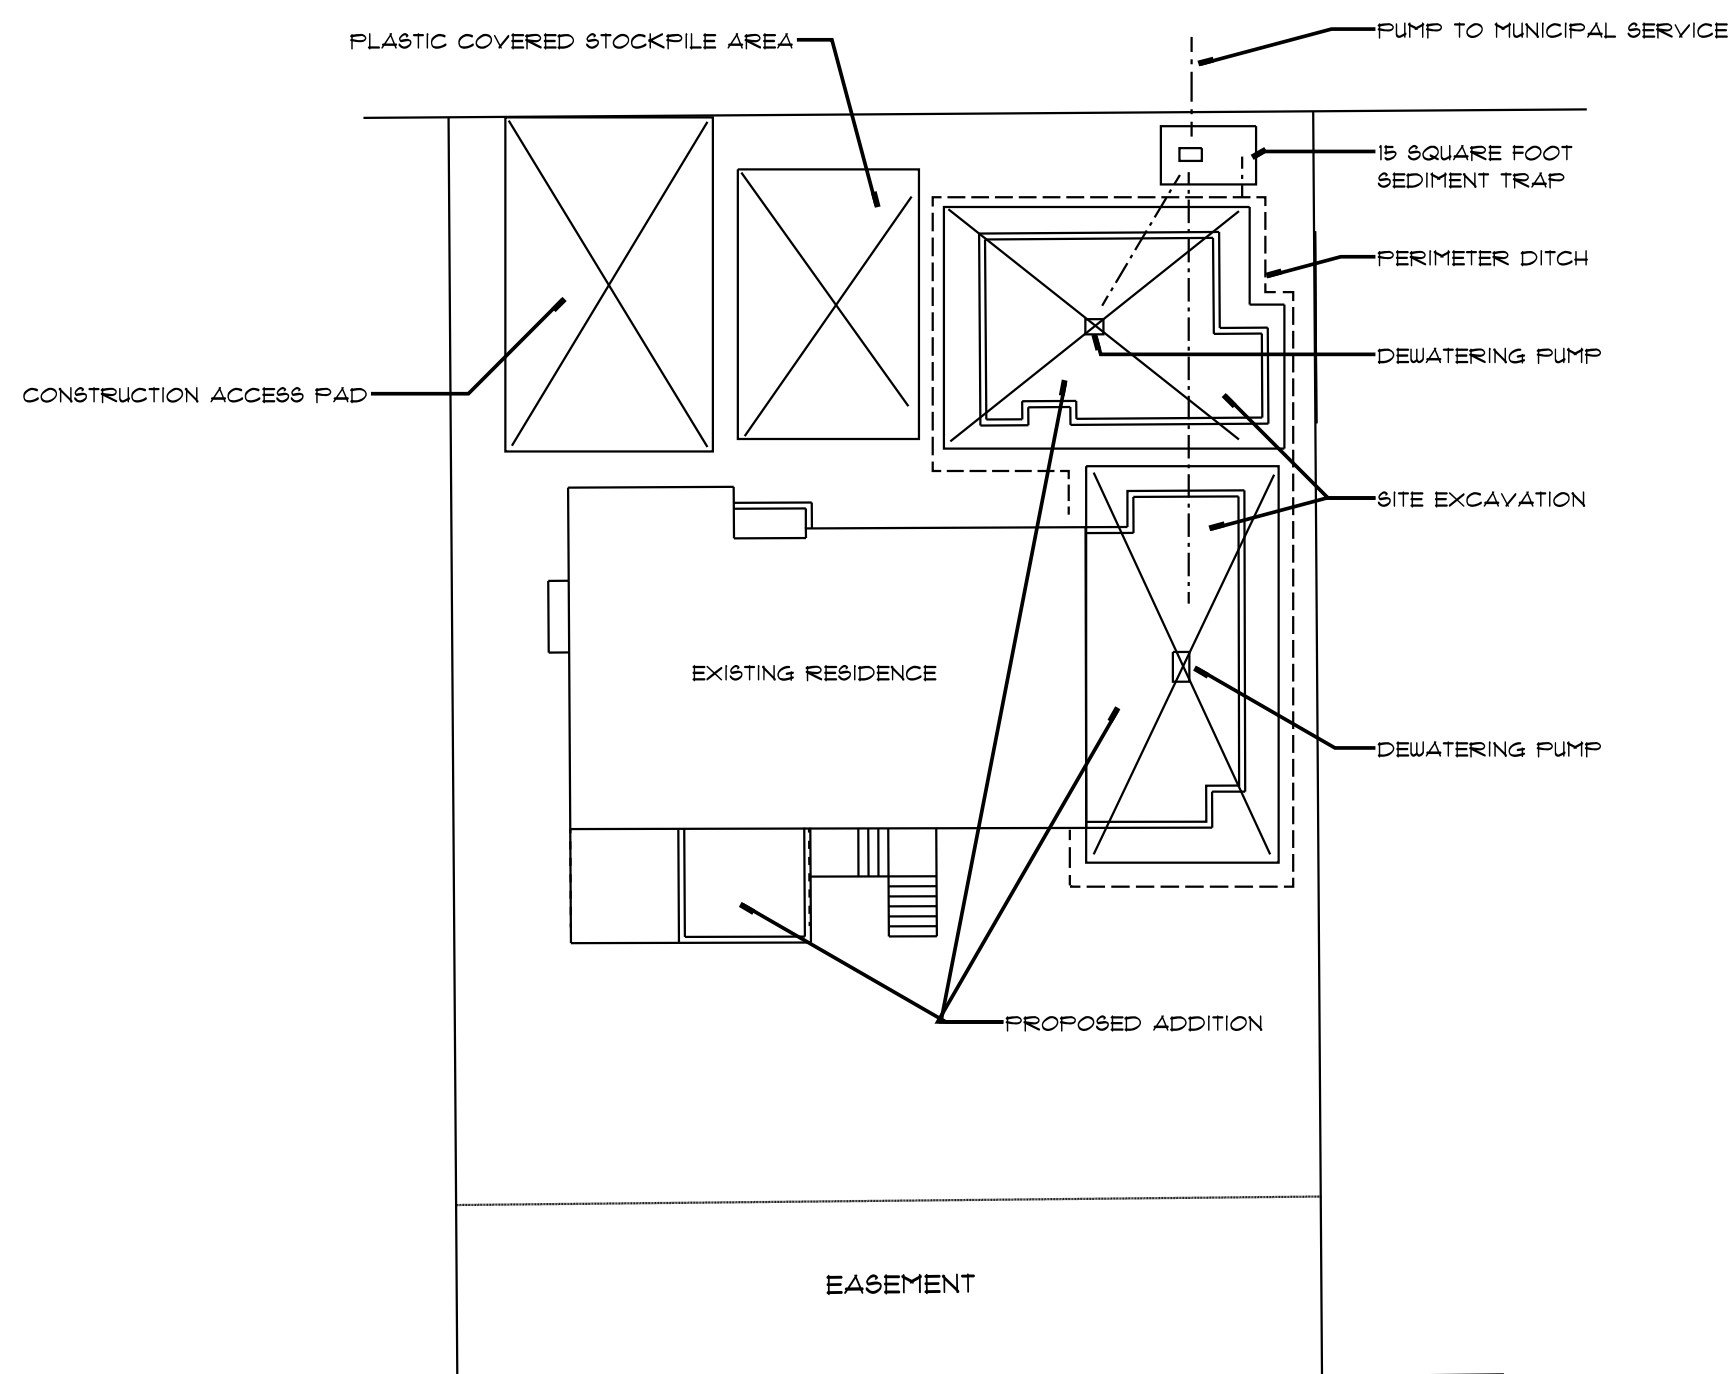 PLASTIC COVERED STOCKPILE AREA
PUMP TO MUNICIPAL SERVICE
15 SQUARE FOOT
SEDIMENT TRAP
PERIMETER DITCH
DEWATERING PUMP
CONSTRUCTION ACCESS PAD
SITE EXCAVATION
EXISTING RESIDENCE
DEWATERING PUMP
PROPOSED ADDITION
EASEMENT